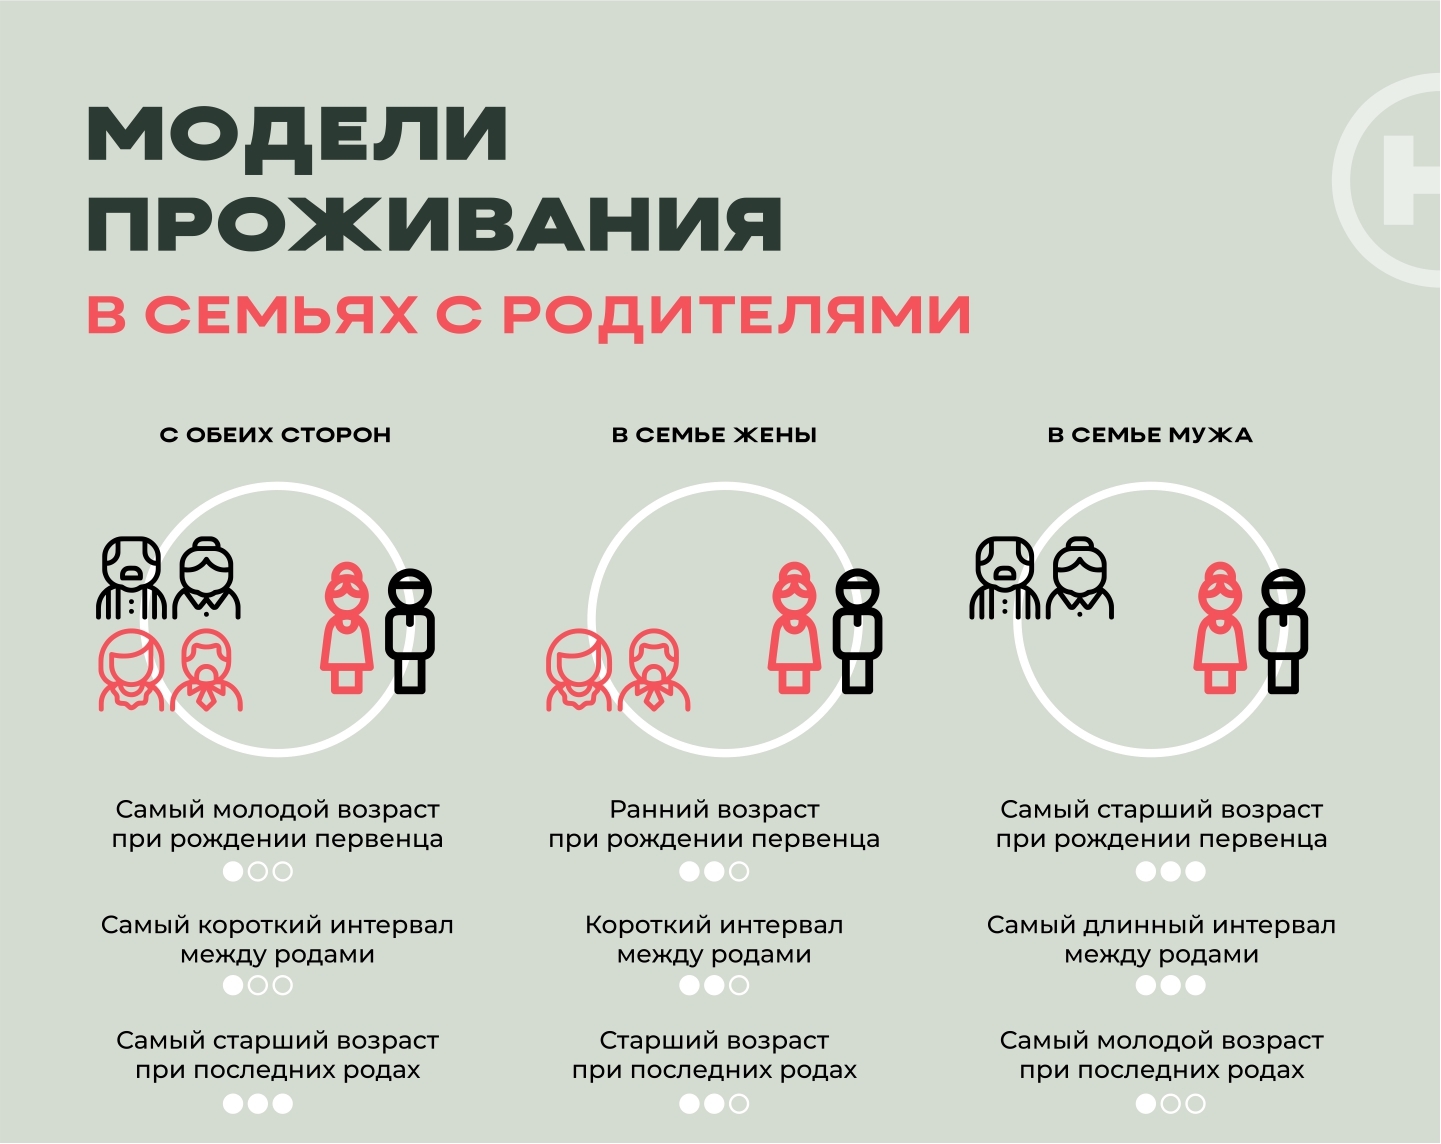 МОДЕЛИ
ПРОЖИВАНИЯ
В СЕМЬЯХ С РОДИТЕЛЯМИ
С ОБЕИХ СТОРОН
Самый молодой возраст
при рождении первенца
Самый короткий интервал
между родами
Самый старший возраст
при последних родах
В СЕМЬЕ ЖЕНЫ
Ранний возраст
при рождении первенца
Короткий интервал
между родами
Старший возраст
при последних родах
В СЕМЬЕ МУЖА
Самый старший возраст
при рождении первенца
Самый длинный интервал
между родами
Самый молодой возраст
при последних родах